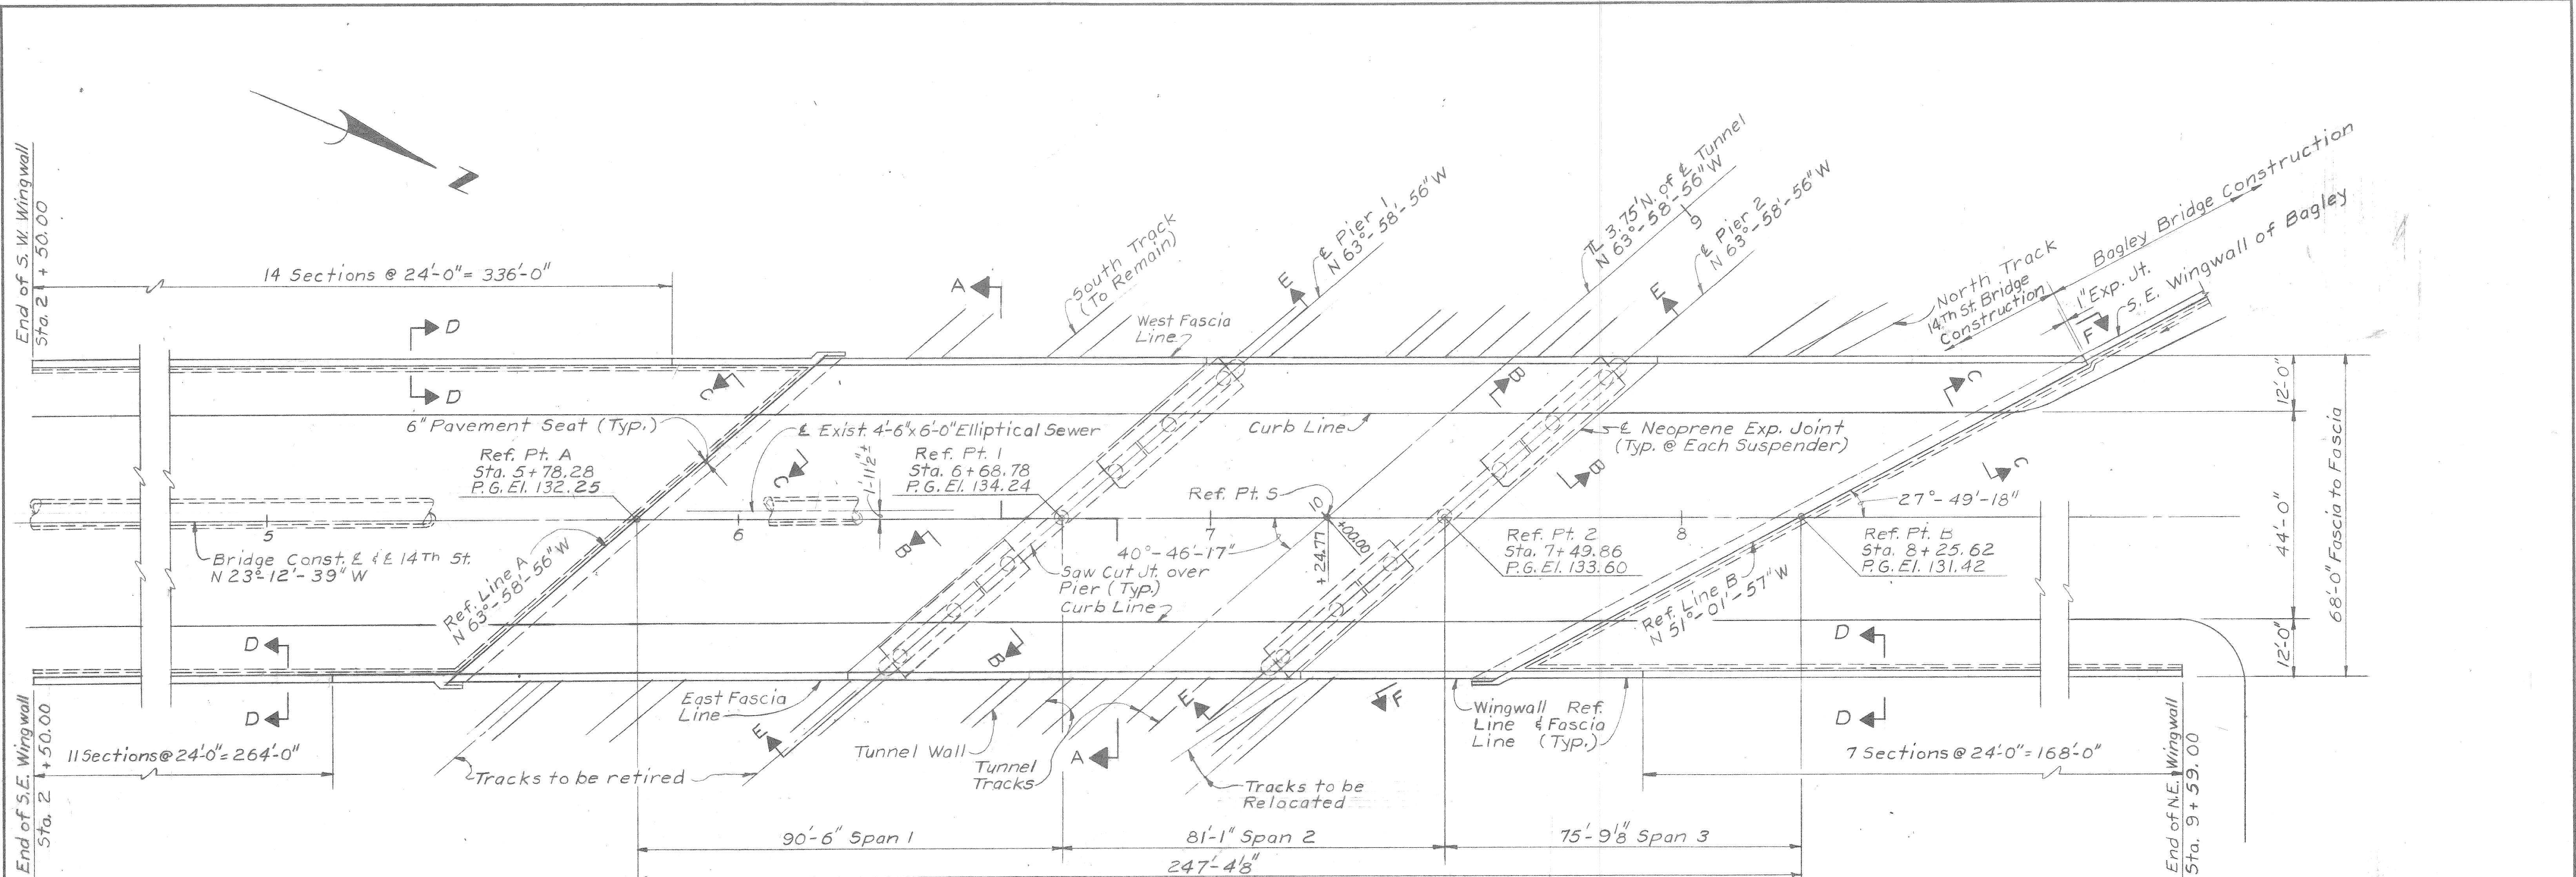 N
End of S. W. Wingwall
Sta. 2 + 50.00
14 Sections @ 24'-0" = 336'-0"
D
D
A
South Track
(To Remain)
West Fascia
Line
E
℄ Pier 1
N 63°-58'-56" W
T/L 3.75' N. of ℄ Tunnel
N 63°-58'-56" W
9
E
℄ Pier 2
N 63°-58'-56" W
North Track
14Th St. Bridge
Construction
Bagley Bridge Construction
1" Exp. Jt.
S. E. Wingwall of Bagley
F
C
B
C
6" Pavement Seat (Typ.)
℄ Exist. 4'-6"x6'-0" Elliptical Sewer
Curb Line
℄ Neoprene Exp. Joint
(Typ. @ Each Suspender)
12'-0"
Ref. Pt. A
Sta. 5+78.28
P.G. El. 132.25
C
1'-11 1/2" ±
Ref. Pt. 1
Sta. 6+68.78
P.G. El. 134.24
Ref. Pt. S
B
C
27°-49'-18"
44'-0"
68'-0" Fascia to Fascia
5
6
7
10
+00.00
+24.77
8
Bridge Const. ℄ & ℄ 14Th St.
N 23°-12'-39" W
B
40°-46'-17"
Ref. Pt. 2
Sta. 7+49.86
P.G. El. 133.60
Ref. Pt. B
Sta. 8+25.62
P.G. El. 131.42
Ref. Line A
N 63°-58'-56" W
Saw Cut Jt. over
Pier (Typ.)
Curb Line
Ref. Line B
N 51°-01'-57" W
D
B
D
12'-0"
End of S.E. Wingwall
Sta. 2 +50.00
D
East Fascia
Line
E
F
Wingwall Ref.
Line & Fascia
Line (Typ.)
D
11 Sections @ 24'-0" = 264'-0"
E
Tunnel Wall
Tunnel
Tracks
A
7 Sections @ 24'-0" = 168'-0"
End of N.E. Wingwall
Sta. 9 + 59.00
Tracks to be retired
Tracks to be
Relocated
90'-6" Span 1
81'-1" Span 2
75'-9 1/8" Span 3
247'-4 1/8"